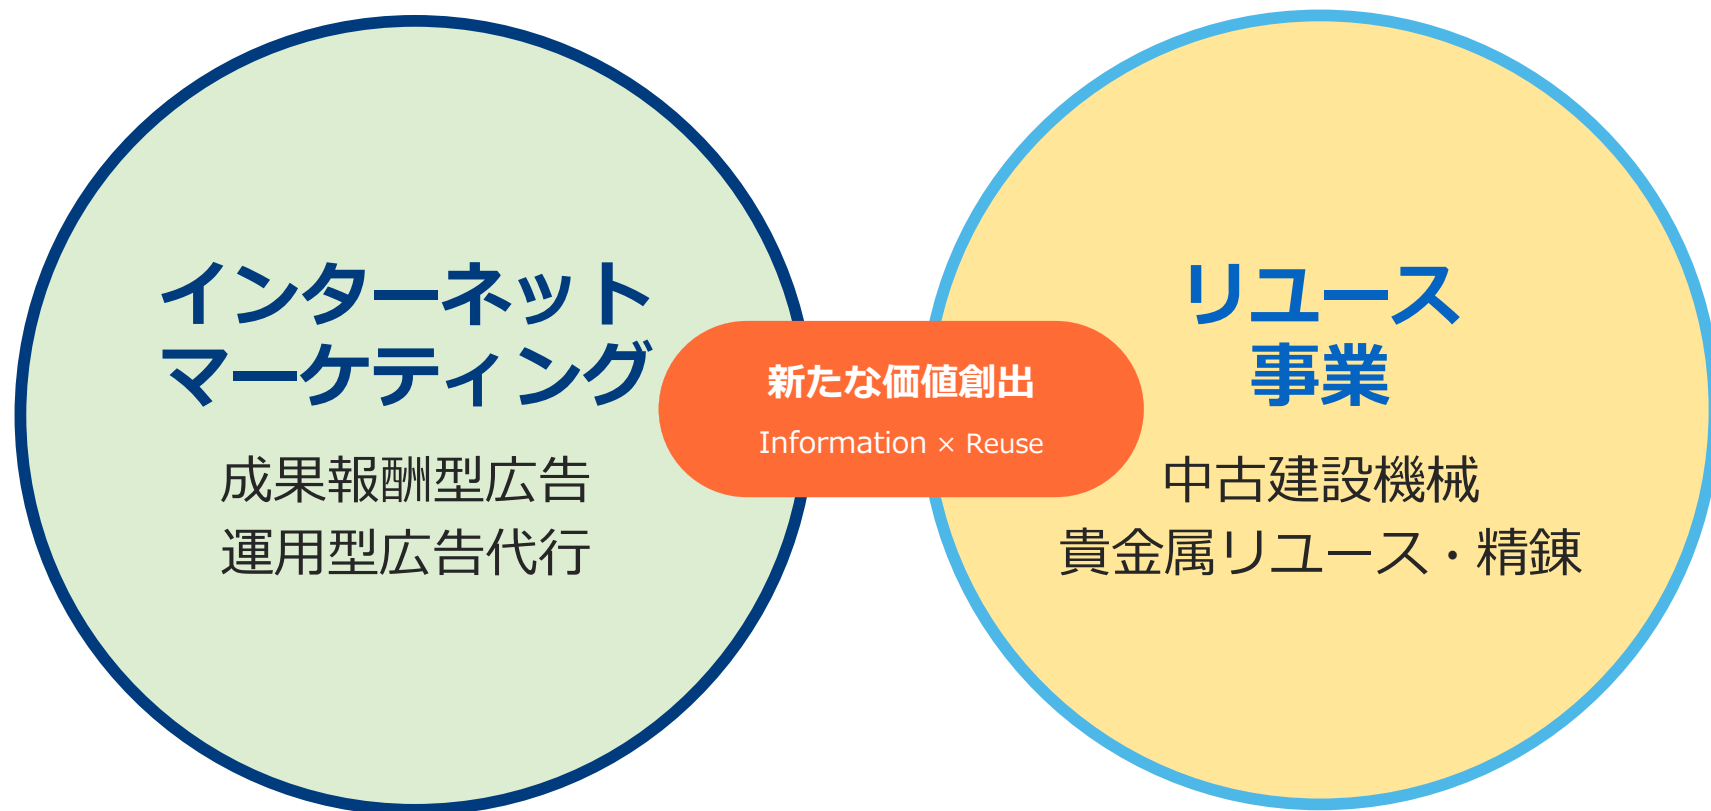 インターネット
マーケティング
成果報酬型広告
運用型広告代行
新たな価値創出
Information × Reuse
リユース
事業
中古建設機械
貴金属リユース・精錬